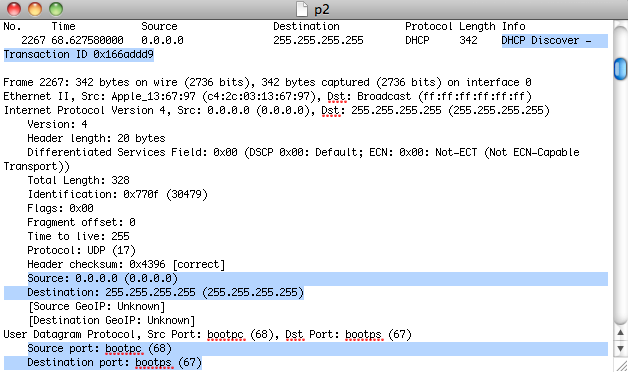 p2
No. Time Source Destination Protocol Length Info
2267 68.627580000 0.0.0.0 255.255.255.255 DHCP 342 DHCP Discover –
Transaction ID 0x166addd9
Frame 2267: 342 bytes on wire (2736 bits), 342 bytes captured (2736 bits) on interface 0
Ethernet II, Src: Apple_13:67:97 (c4:2c:03:13:67:97), Dst: Broadcast (ff:ff:ff:ff:ff:ff)
Internet Protocol Version 4, Src: 0.0.0.0 (0.0.0.0), Dst: 255.255.255.255 (255.255.255.255)
Version: 4
Header length: 20 bytes
Differentiated Services Field: 0x00 (DSCP 0x00: Default; ECN: 0x00: Not-ECT (Not ECN-Capable
Transport))
Total Length: 328
Identification: 0x770f (30479)
Flags: 0x00
Fragment offset: 0
Time to live: 255
Protocol: UDP (17)
Header checksum: 0x4396 [correct]
Source: 0.0.0.0 (0.0.0.0)
Destination: 255.255.255.255 (255.255.255.255)
[Source GeoIP: Unknown]
[Destination GeoIP: Unknown]
User Datagram Protocol, Src Port: bootpc (68), Dst Port: bootps (67)
Source port: bootpc (68)
Destination port: bootps (67)